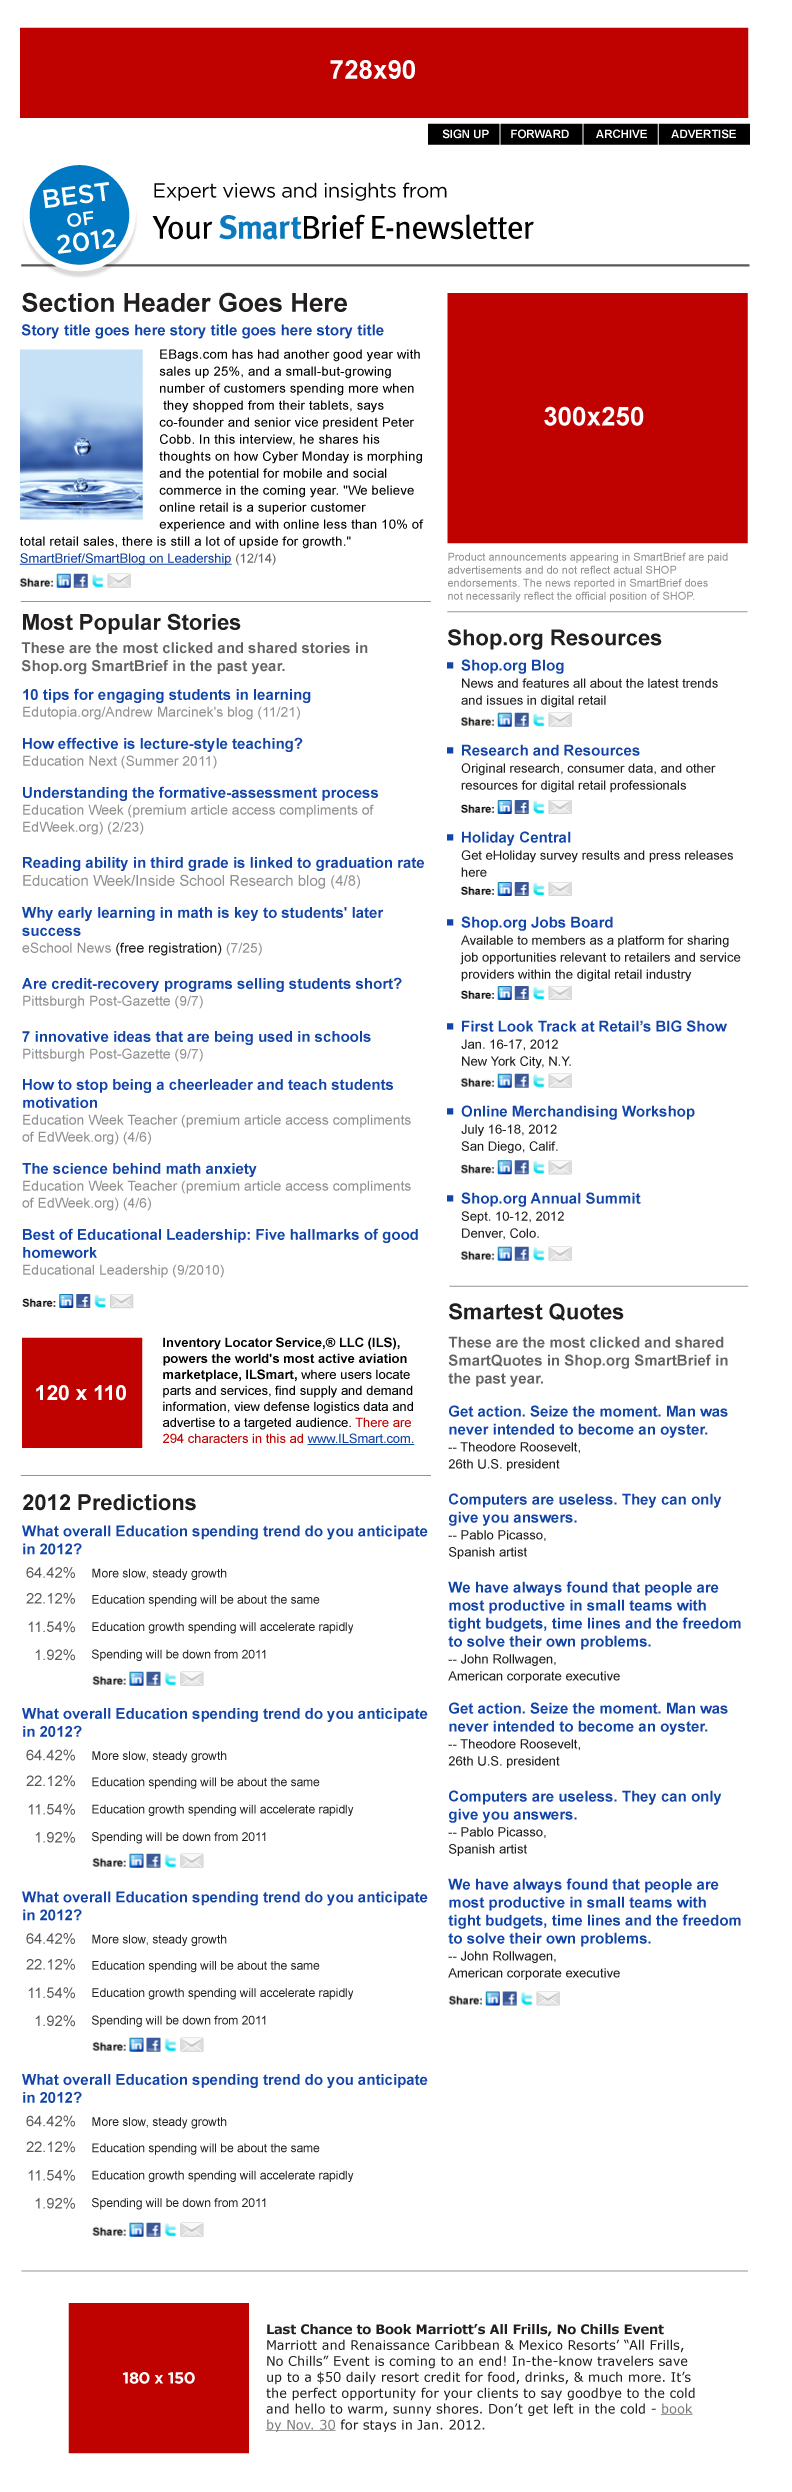 728x90
SIGN UP
FORWARD
ARCHIVE
ADVERTISE
BEST
OF
2012
Expert views and insights from
Your SmartBrief E-newsletter
Section Header Goes Here
Story title goes here story title goes here story title
EBags.com has had another good year with
sales up 25%, and a small-but-growing
number of customers spending more when
they shopped from their tablets, says
co-founder and senior vice president Peter
Cobb. In this interview, he shares his
thoughts on how Cyber Monday is morphing
and the potential for mobile and social
commerce in the coming year. "We believe
online retail is a superior customer
experience and with online less than 10% of
total retail sales, there is still a lot of upside for growth."
SmartBrief/SmartBlog on Leadership (12/14)
Share:
Most Popular Stories
These are the most clicked and shared stories in
Shop.org SmartBrief in the past year.
10 tips for engaging students in learning
Edutopia.org/Andrew Marcinek's blog (11/21)
How effective is lecture-style teaching?
Education Next (Summer 2011)
Understanding the formative-assessment process
Education Week (premium article access compliments of
EdWeek.org) (2/23)
Reading ability in third grade is linked to graduation rate
Education Week/Inside School Research blog (4/8)
Why early learning in math is key to students' later
success
eSchool News (free registration) (7/25)
Are credit-recovery programs selling students short?
Pittsburgh Post-Gazette (9/7)
7 innovative ideas that are being used in schools
Pittsburgh Post-Gazette (9/7)
How to stop being a cheerleader and teach students
motivation
Education Week Teacher (premium article access compliments
of EdWeek.org) (4/6)
The science behind math anxiety
Education Week Teacher (premium article access compliments
of EdWeek.org) (4/6)
Best of Educational Leadership: Five hallmarks of good
homework
Educational Leadership (9/2010)
Share:
120 x 110
Inventory Locator Service,® LLC (ILS),
powers the world's most active aviation
marketplace, ILSmart, where users locate
parts and services, find supply and demand
information, view defense logistics data and
advertise to a targeted audience. There are
294 characters in this ad www.ILSmart.com.
2012 Predictions
What overall Education spending trend do you anticipate
in 2012?
64.42% More slow, steady growth
22.12% Education spending will be about the same
11.54% Education growth spending will accelerate rapidly
1.92% Spending will be down from 2011
Share:
What overall Education spending trend do you anticipate
in 2012?
64.42% More slow, steady growth
22.12% Education spending will be about the same
11.54% Education growth spending will accelerate rapidly
1.92% Spending will be down from 2011
Share:
What overall Education spending trend do you anticipate
in 2012?
64.42% More slow, steady growth
22.12% Education spending will be about the same
11.54% Education growth spending will accelerate rapidly
1.92% Spending will be down from 2011
Share:
What overall Education spending trend do you anticipate
in 2012?
64.42% More slow, steady growth
22.12% Education spending will be about the same
11.54% Education growth spending will accelerate rapidly
1.92% Spending will be down from 2011
Share:
300x250
Product announcements appearing in SmartBrief are paid
advertisements and do not reflect actual SHOP
endorsements. The news reported in SmartBrief does
not necessarily reflect the official position of SHOP.
Shop.org Resources
Shop.org Blog
News and features all about the latest trends
and issues in digital retail
Share:
Research and Resources
Original research, consumer data, and other
resources for digital retail professionals
Share:
Holiday Central
Get eHoliday survey results and press releases
here
Share:
Shop.org Jobs Board
Available to members as a platform for sharing
job opportunities relevant to retailers and service
providers within the digital retail industry
Share:
First Look Track at Retail’s BIG Show
Jan. 16-17, 2012
New York City, N.Y.
Share:
Online Merchandising Workshop
July 16-18, 2012
San Diego, Calif.
Share:
Shop.org Annual Summit
Sept. 10-12, 2012
Denver, Colo.
Share:
Smartest Quotes
These are the most clicked and shared
SmartQuotes in Shop.org SmartBrief in
the past year.
Get action. Seize the moment. Man was
never intended to become an oyster.
-- Theodore Roosevelt,
26th U.S. president
Computers are useless. They can only
give you answers.
-- Pablo Picasso,
Spanish artist
We have always found that people are
most productive in small teams with
tight budgets, time lines and the freedom
to solve their own problems.
-- John Rollwagen,
American corporate executive
Get action. Seize the moment. Man was
never intended to become an oyster.
-- Theodore Roosevelt,
26th U.S. president
Computers are useless. They can only
give you answers.
-- Pablo Picasso,
Spanish artist
We have always found that people are
most productive in small teams with
tight budgets, time lines and the freedom
to solve their own problems.
-- John Rollwagen,
American corporate executive
Share:
180 x 150
Last Chance to Book Marriott’s All Frills, No Chills Event
Marriott and Renaissance Caribbean & Mexico Resorts’ “All Frills,
No Chills” Event is coming to an end! In-the-know travelers save
up to a $50 daily resort credit for food, drinks, & much more. It’s
the perfect opportunity for your clients to say goodbye to the cold
and hello to warm, sunny shores. Don’t get left in the cold - book
by Nov. 30 for stays in Jan. 2012.